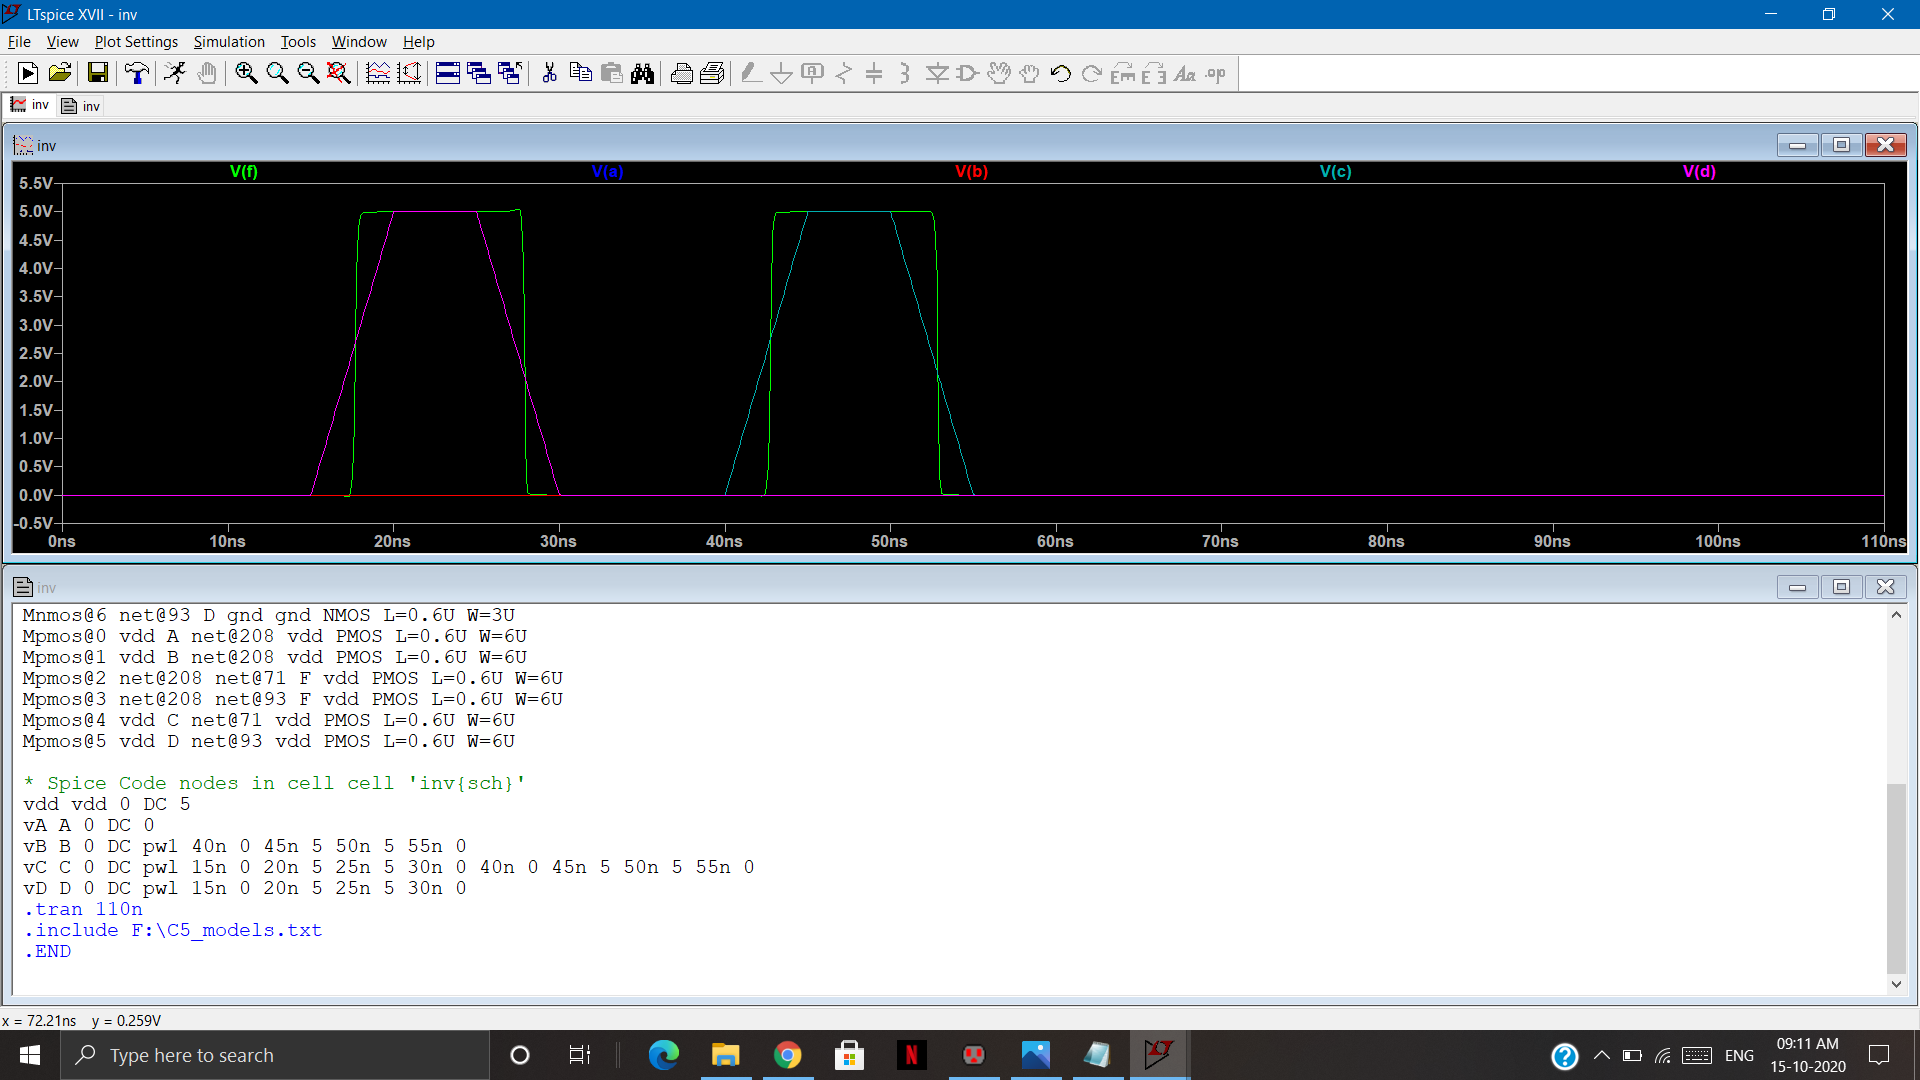 LTspice XVII - inv
File View Plot Settings Simulation Tools Window Help
inv inv
inv
V(f) V(a) V(b) V(c) V(d)
5.5V
5.0V
4.5V
4.0V
3.5V
3.0V
2.5V
2.0V
1.5V
1.0V
0.5V
0.0V
-0.5V
0ns 10ns 20ns 30ns 40ns 50ns 60ns 70ns 80ns 90ns 100ns 110ns
inv
Mnmos@6 net@93 D gnd gnd NMOS L=0.6U W=3U
Mpmos@0 vdd A net@208 vdd PMOS L=0.6U W=6U
Mpmos@1 vdd B net@208 vdd PMOS L=0.6U W=6U
Mpmos@2 net@208 net@71 F vdd PMOS L=0.6U W=6U
Mpmos@3 net@208 net@93 F vdd PMOS L=0.6U W=6U
Mpmos@4 vdd C net@71 vdd PMOS L=0.6U W=6U
Mpmos@5 vdd D net@93 vdd PMOS L=0.6U W=6U
* Spice Code nodes in cell cell 'inv{sch}'
vdd vdd 0 DC 5
vA A 0 DC 0
vB B 0 DC pw1 40n 0 45n 5 50n 5 55n 0
vC C 0 DC pwl 15n 0 20n 5 25n 5 30n 0 40n 0 45n 5 50n 5 55n 0
vD D 0 DC pwl 15n 0 20n 5 25n 5 30n 0
.tran 110n
.include F:\C5_models.txt
.END
x = 72.21ns y = 0.259V
Type here to search
ENG
09:11 AM
15-10-2020